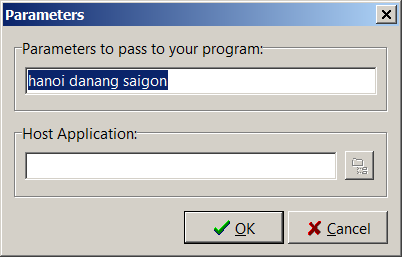 Parameters
Parameters to pass to your program:
hanoi danang saigon
Host Application:
OK
Cancel